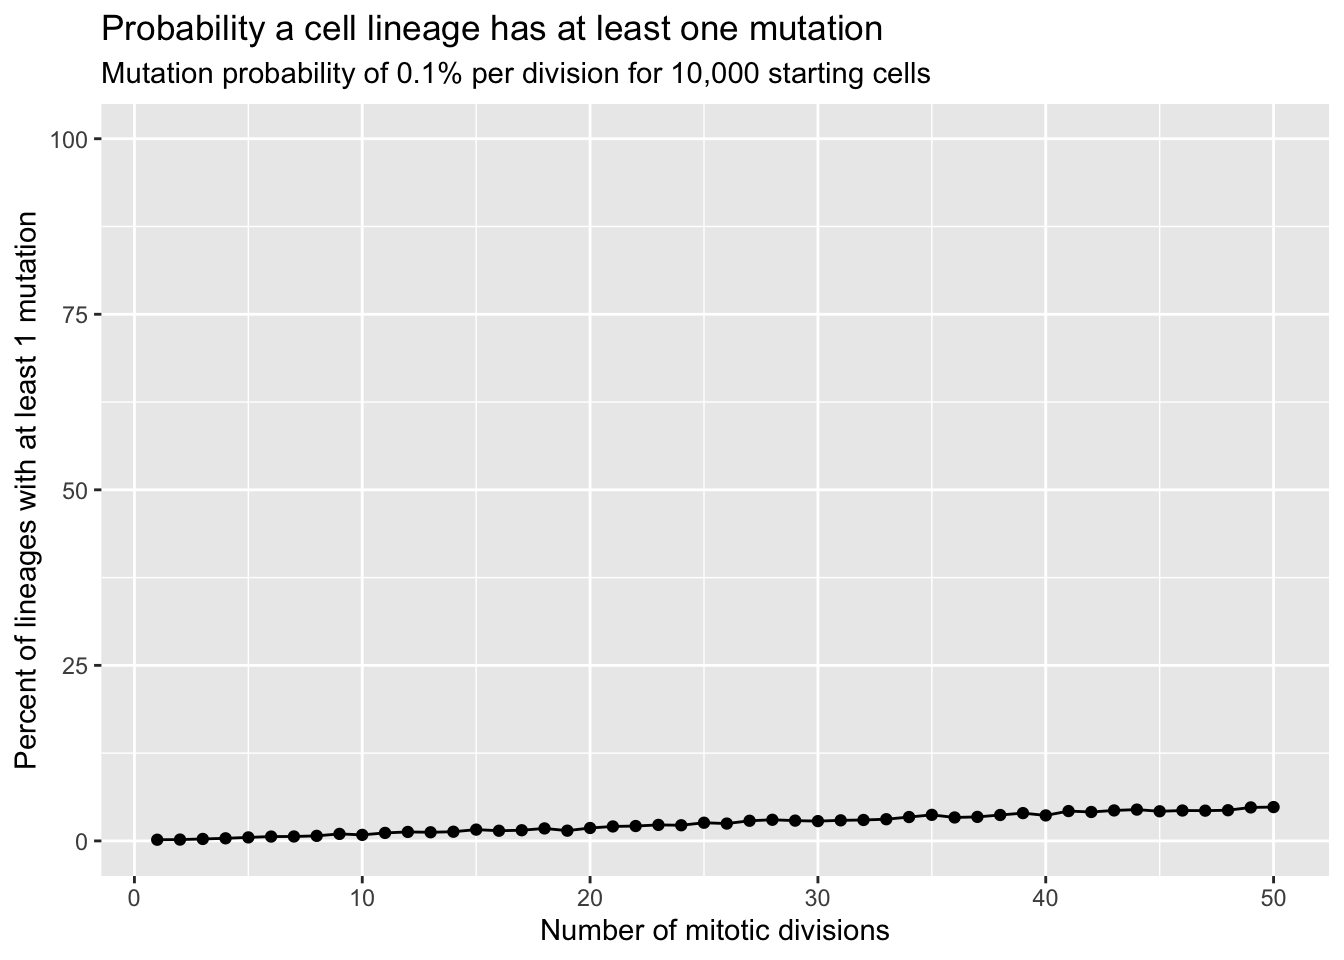 Probability a cell lineage has at least one mutation
Mutation probability of 0.1% per division for 10,000 starting cells
Percent of lineages with at least 1 mutation
100
75
50
25
0
0 10 20 30 40 50
Number of mitotic divisions